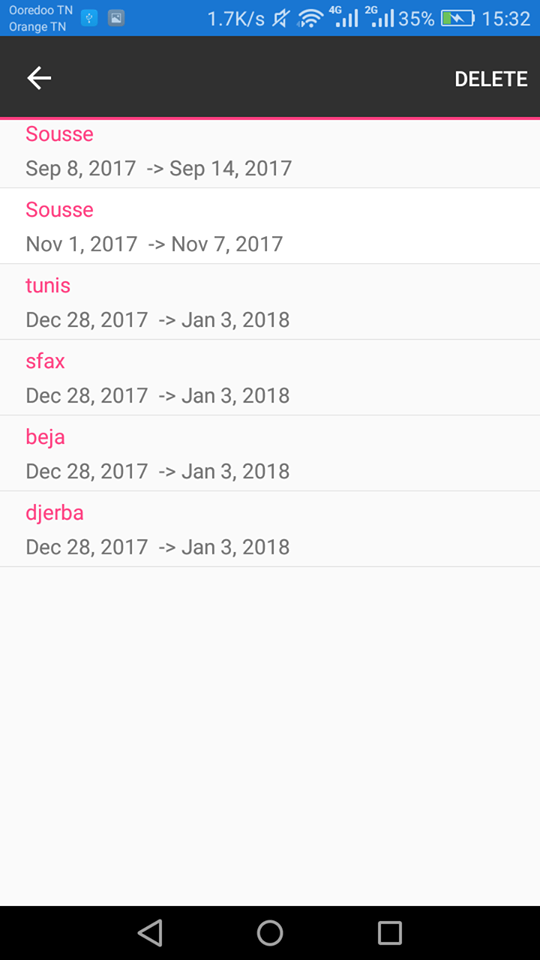 Ooredoo TN
Orange TN
1.7K/s 4G 2G 35% 15:32
DELETE
Sousse
Sep 8, 2017 -> Sep 14, 2017
Sousse
Nov 1, 2017 -> Nov 7, 2017
tunis
Dec 28, 2017 -> Jan 3, 2018
sfax
Dec 28, 2017 -> Jan 3, 2018
beja
Dec 28, 2017 -> Jan 3, 2018
djerba
Dec 28, 2017 -> Jan 3, 2018